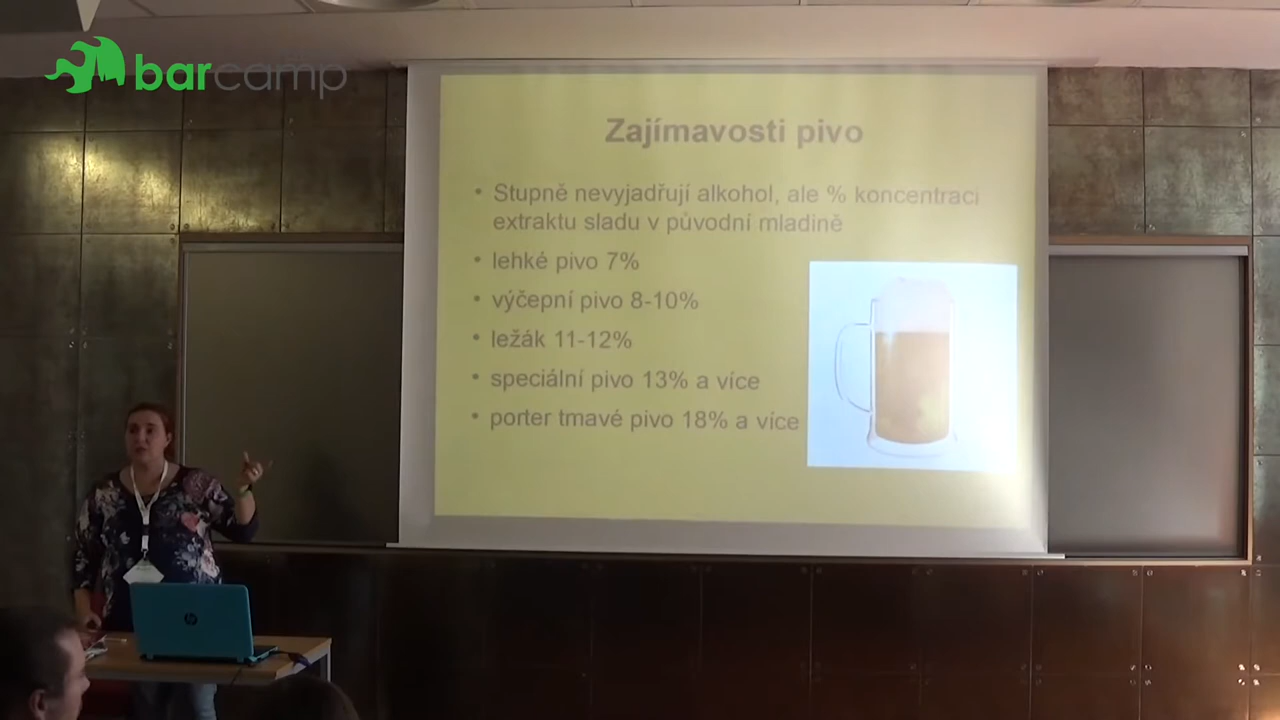 barcamp
Zajímavosti pivo
• Stupně nevyjadřují alkohol, ale % koncentraci
extraktu sladu v původní mladině
• lehké pivo 7%
• výčepní pivo 8-10%
• ležák 11-12%
• speciální pivo 13% a více
• porter tmavé pivo 18% a více
hp